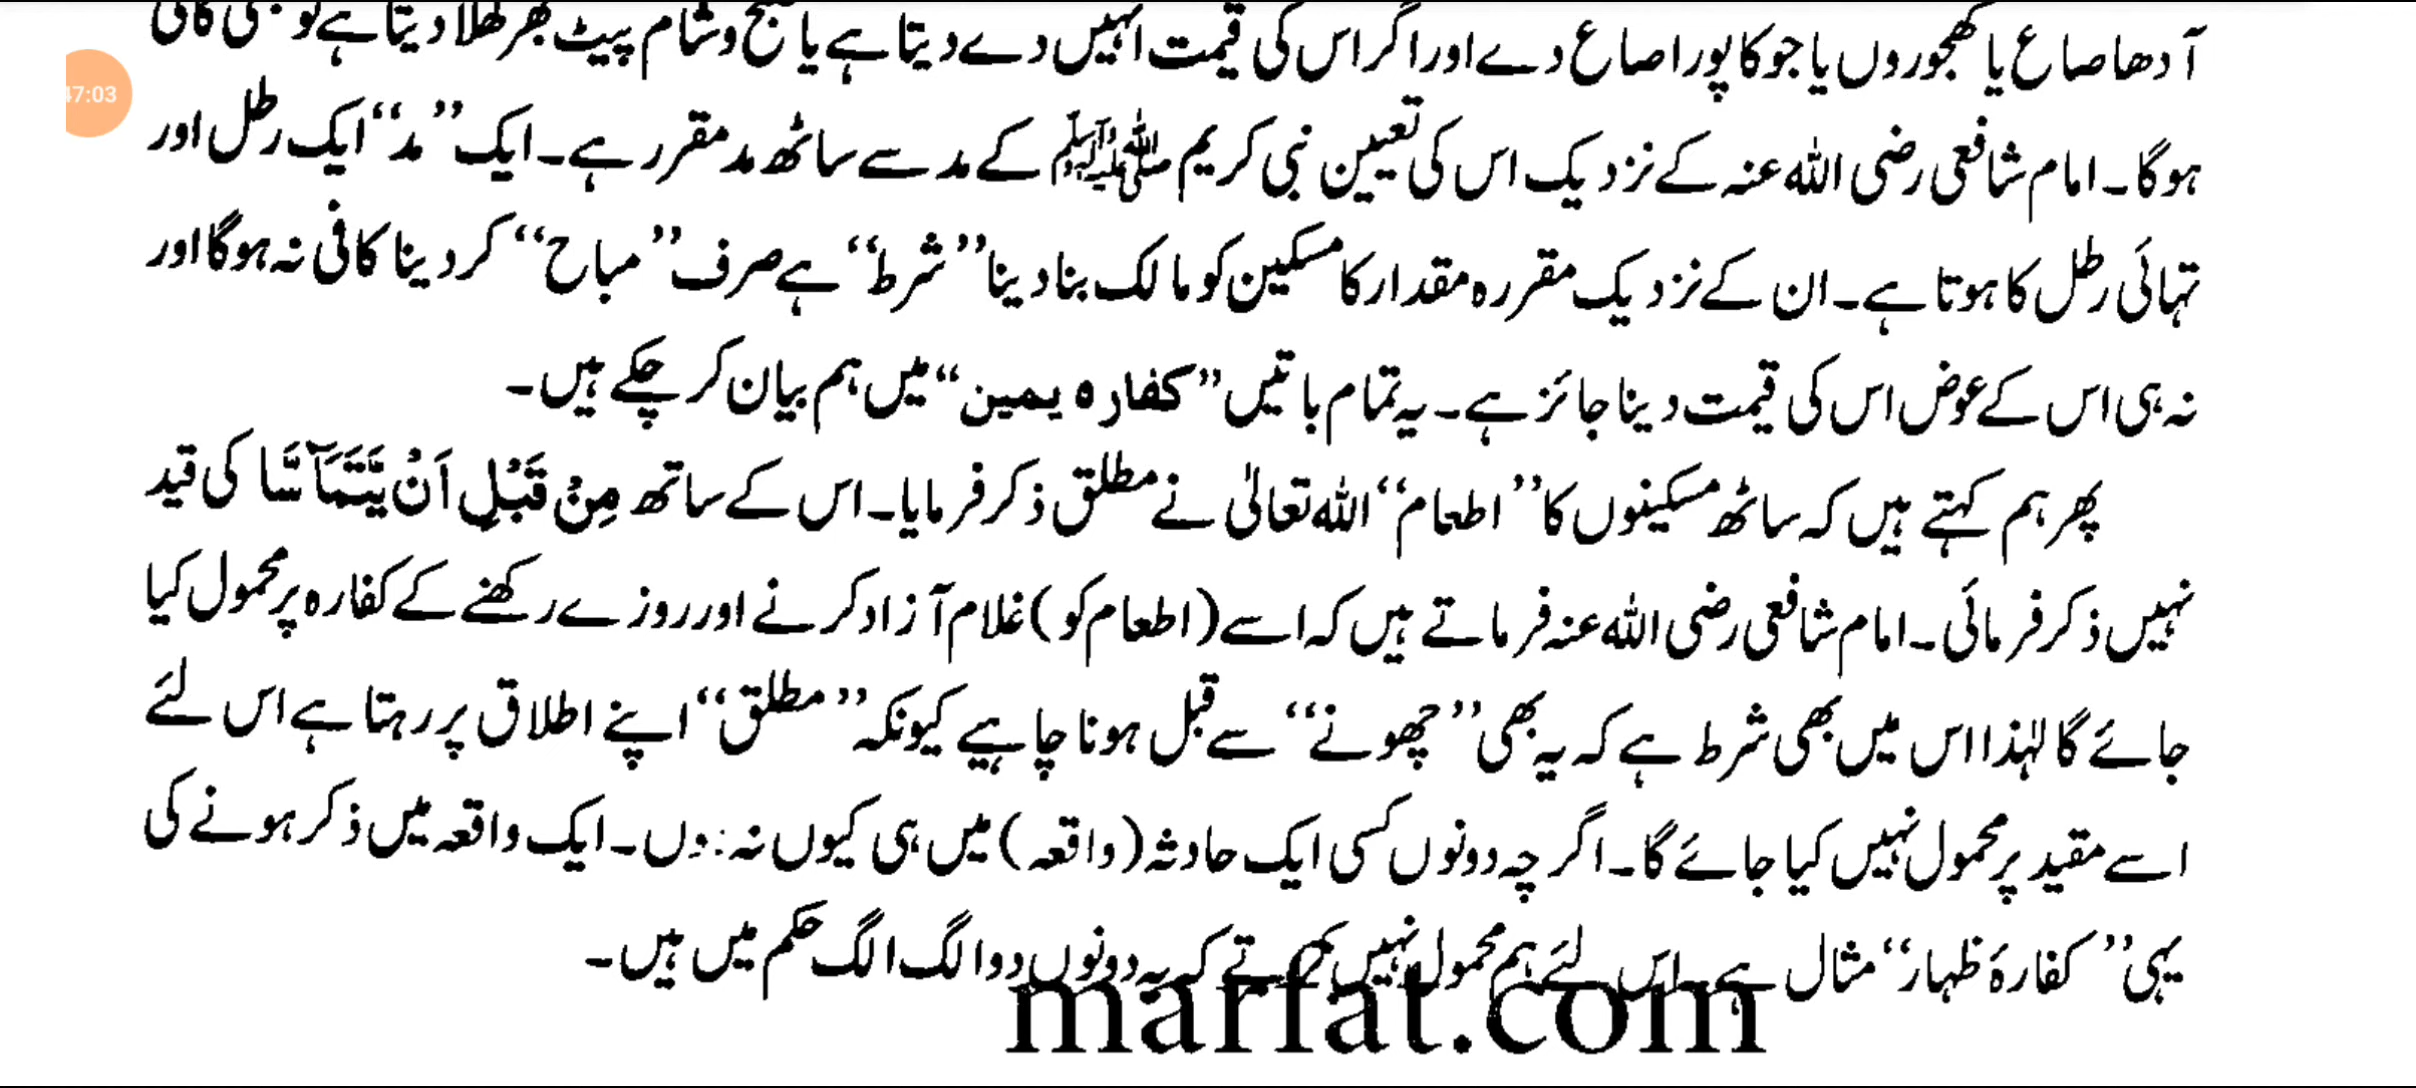 آدھا صاع یا کھجوروں یا جو کا پورا صاع دے اور اگر اس کی قیمت انہیں دے دیتا ہے یا صبح و شام پیٹ بھر کھلا دیتا ہے تو بھی کافی
ہوگا۔ امام شافعی رضی اللہ عنہ کے نزدیک اس کی تعیین نبی کریم ﷺ کے مد سے ساٹھ مد مقرر ہے۔ ایک ’’مد‘‘ ایک رطل اور
تہائی رطل کا ہوتا ہے۔ ان کے نزدیک مقررہ مقدار کا مسکین کو مالک بنا دینا ’’شرط‘‘ ہے صرف ’’مباح‘‘ کر دینا کافی نہ ہوگا اور
نہ ہی اس کے عوض اس کی قیمت دینا جائز ہے۔ یہ تمام باتیں ’’کفارہ یمین‘‘ میں ہم بیان کر چکے ہیں۔
پھر ہم کہتے ہیں کہ ساٹھ مسکینوں کا ’’اطعام‘‘ اللہ تعالیٰ نے مطلق ذکر فرمایا۔ اس کے ساتھ مِنْ قَبْلِ اَنْ يَّتَمَآسَّا کی قید
نہیں ذکر فرمائی۔ امام شافعی رضی اللہ عنہ فرماتے ہیں کہ اسے (اطعام کو) غلام آزاد کرنے اور روزے رکھنے کے کفارہ پر محمول کیا
جائے گا لہٰذا اس میں بھی شرط ہے کہ یہ بھی ’’چھونے‘‘ سے قبل ہونا چاہیے کیونکہ ’’مطلق‘‘ اپنے اطلاق پر رہتا ہے اس لئے
اسے مقید پر محمول نہیں کیا جائے گا۔ اگرچہ دونوں کسی ایک حادثہ (واقعہ) میں ہی کیوں نہ ہوں۔ ایک واقعہ میں ذکر ہونے کی
یہی ’’کفارۂ ظہار‘‘ مثال ہے۔ اس لئے ہم محمول نہیں کرتے کہ یہ دونوں دو الگ الگ حکم میں ہیں۔
marfat.com
47:03